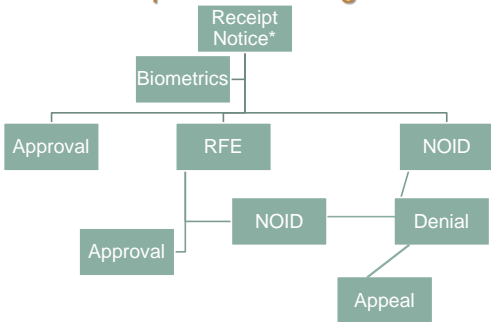 Receipt
Notice*
Biometrics
Approval
RFE
NOID
NOID
Denial
Approval
Appeal